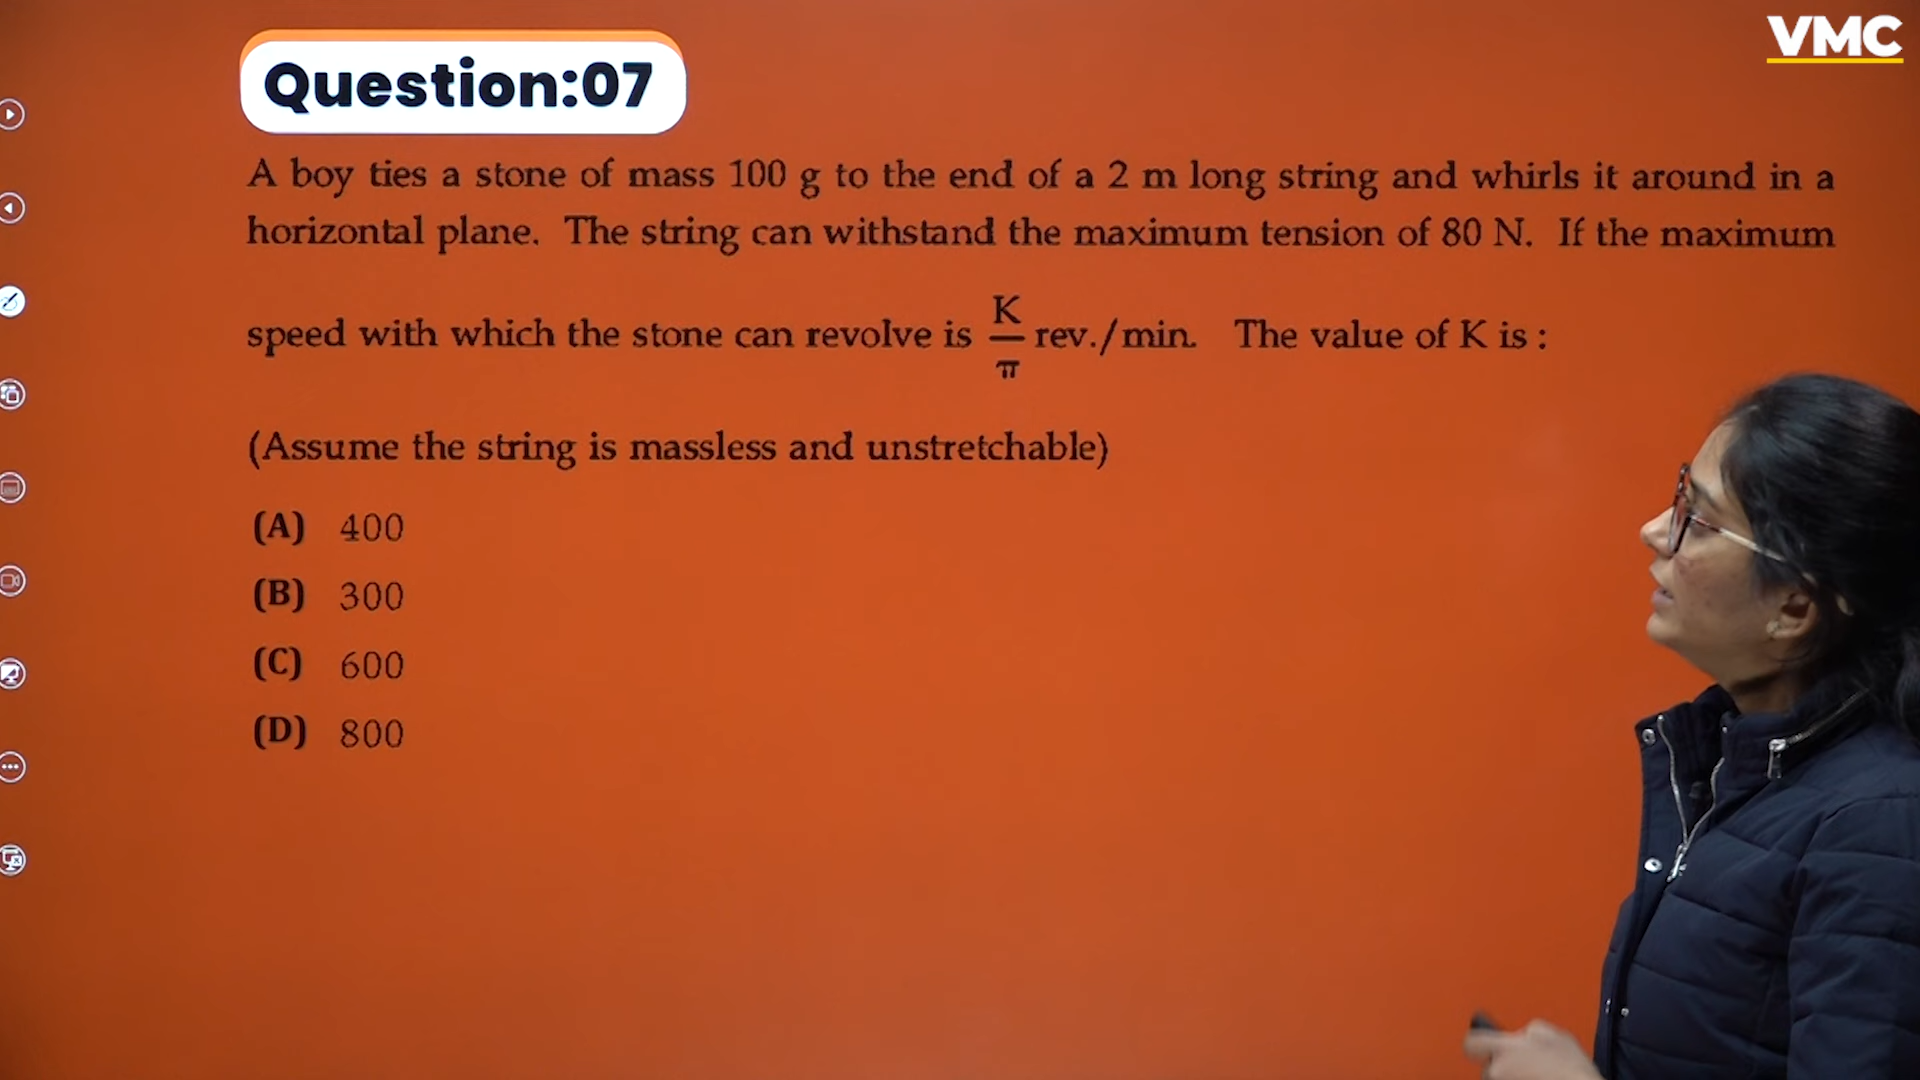 VMC
Question:07
A boy ties a stone of mass 100 g to the end of a 2 m long string and whirls it around in a
horizontal plane. The string can withstand the maximum tension of 80 N. If the maximum
speed with which the stone can revolve is K/π rev./min. The value of K is :
(Assume the string is massless and unstretchable)
(A) 400
(B) 300
(C) 600
(D) 800